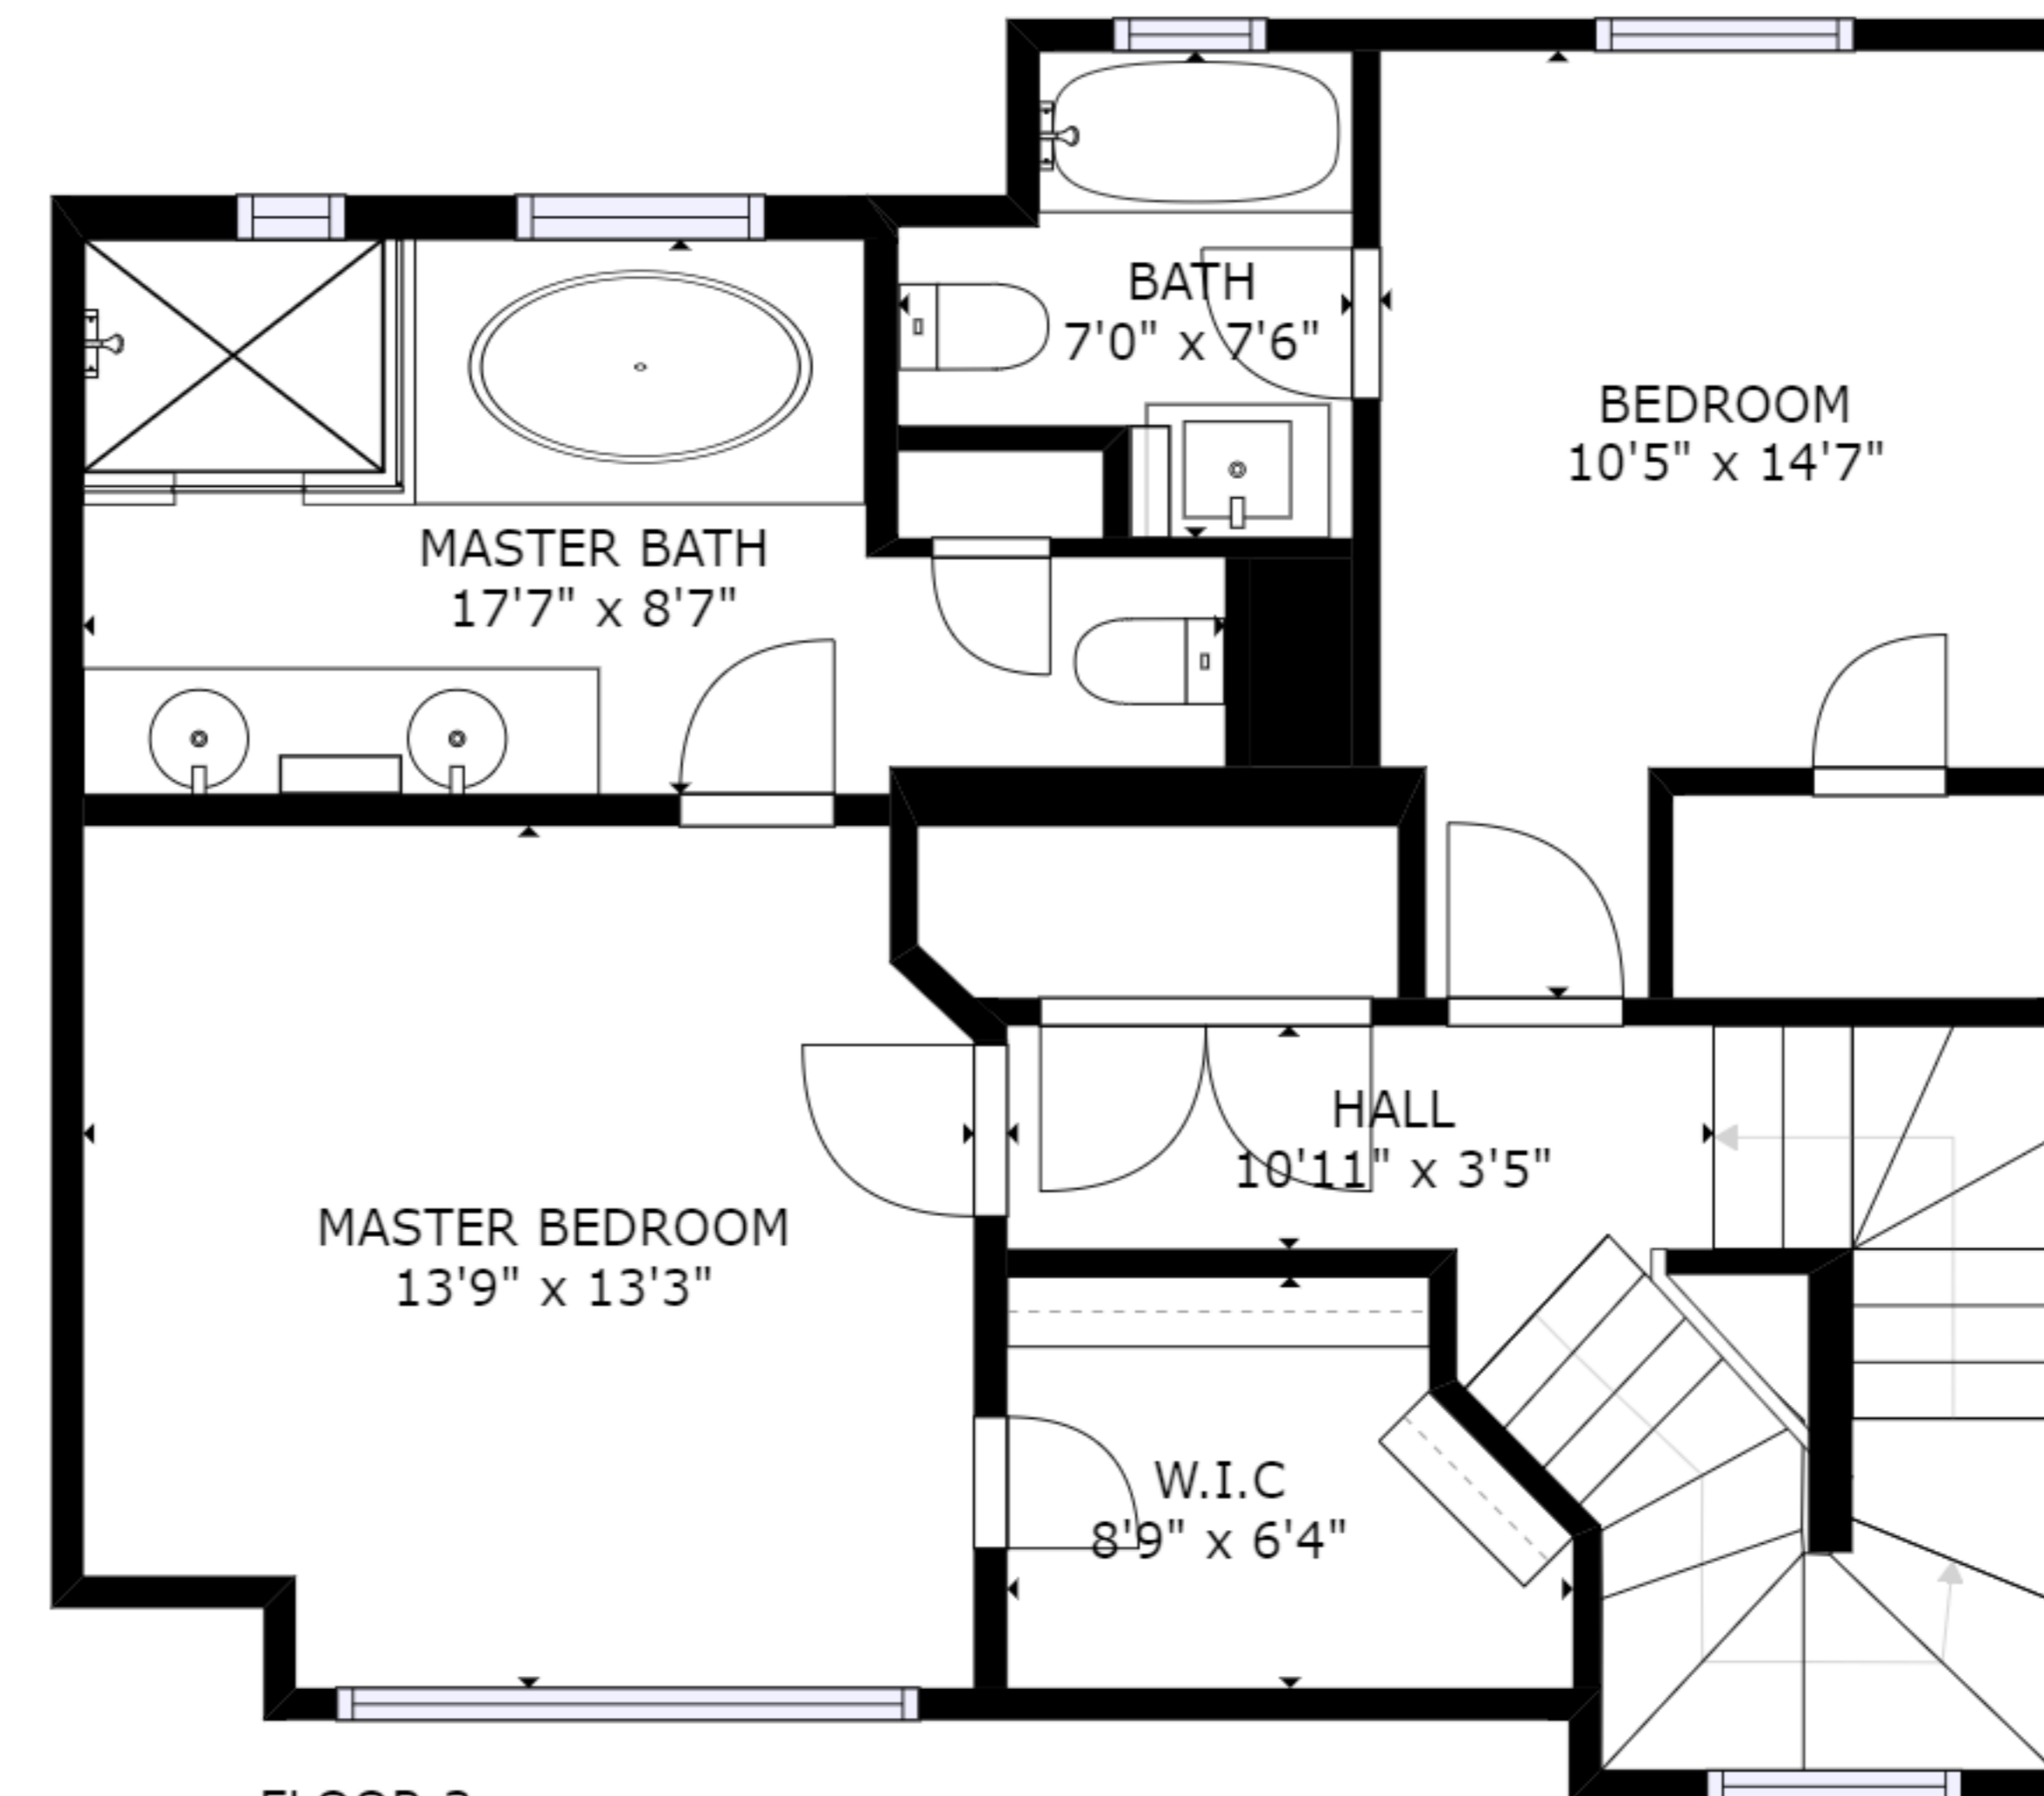 BATH
7'0" x 7'6"
BEDROOM
10'5" x 14'7"
MASTER BATH
17'7" x 8'7"
HALL
10'11" x 3'5"
MASTER BEDROOM
13'9" x 13'3"
W.I.C
8'9" x 6'4"